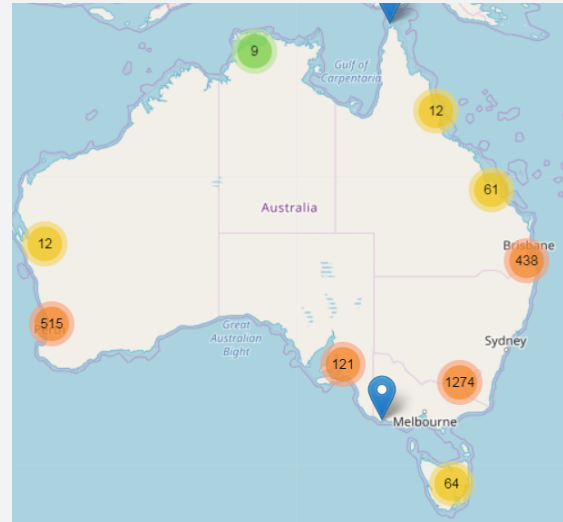 9
Gulf of
Carpentaria
12
61
Australia
12
Brisbane
438
515
Great
Australian
Bight
Sydney
121
1274
Melbourne
64